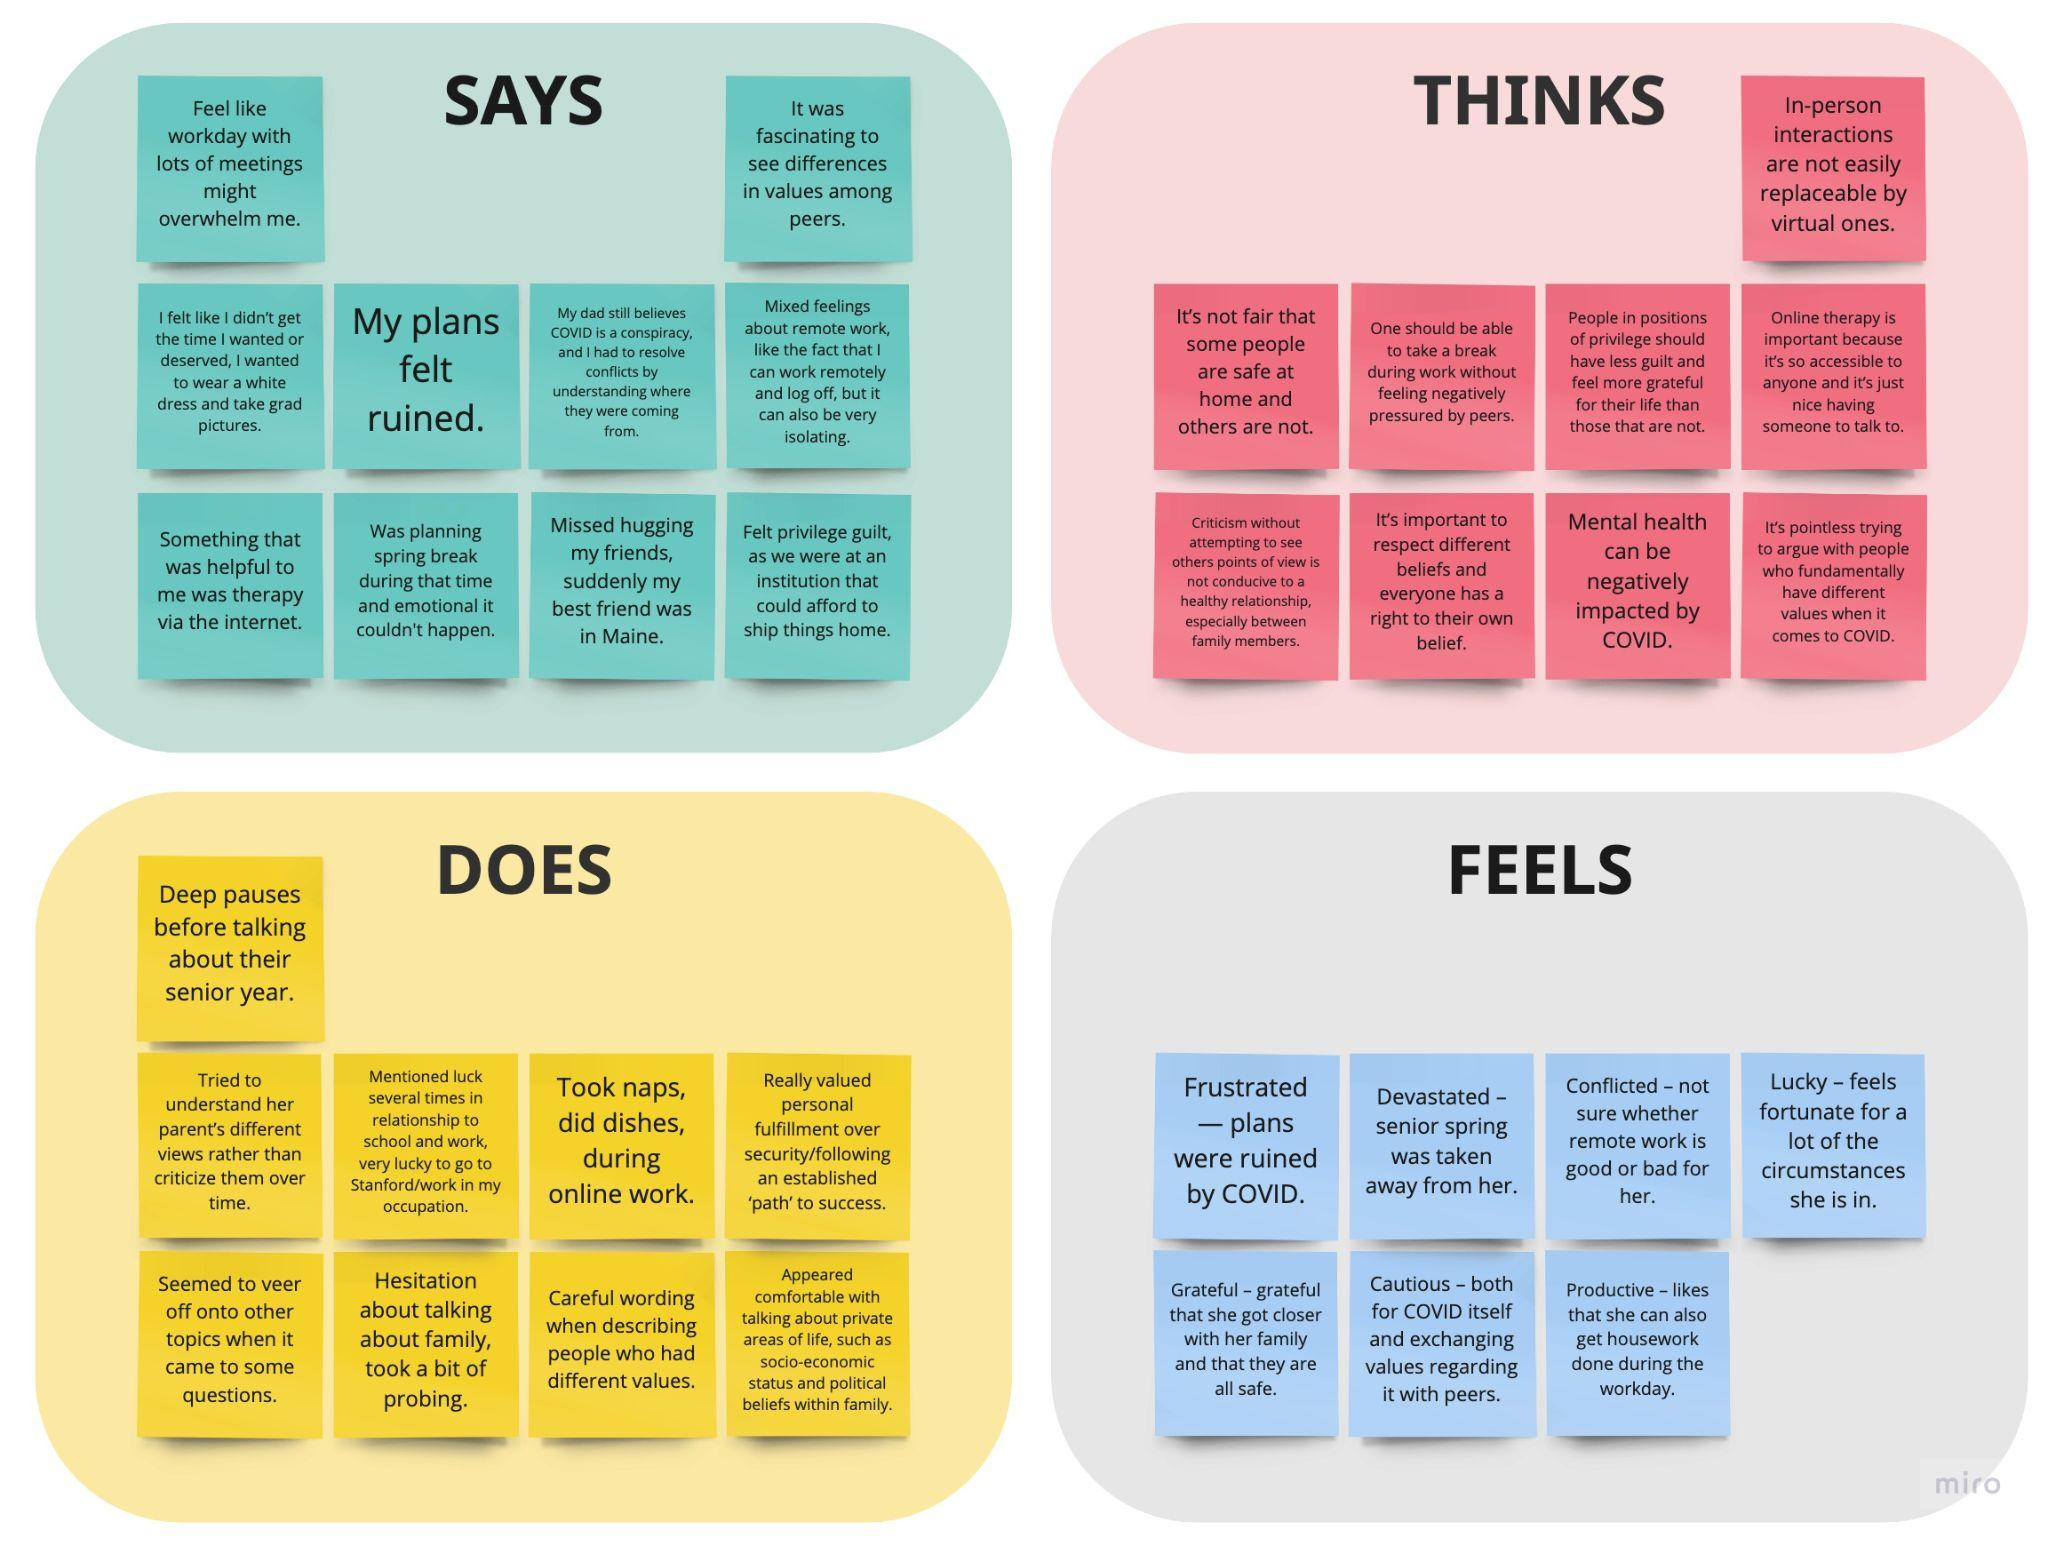 SAYS
Feel like
workday with
lots of meetings
might
overwhelm me.
It was
fascinating to
see differences
in values among
peers.
I felt like I didn’t get
the time I wanted or
deserved, I wanted
to wear a white
dress and take grad
pictures.
My plans
felt
ruined.
My dad still believes
COVID is a conspiracy,
and I had to resolve
conflicts by
understanding where
they were coming
from.
Mixed feelings
about remote work,
like the fact that I
can work remotely
and log off, but it
can also be very
isolating.
Something that
was helpful to
me was therapy
via the internet.
Was planning
spring break
during that time
and emotional it
couldn't happen.
Missed hugging
my friends,
suddenly my
best friend was
in Maine.
Felt privilege guilt,
as we were at an
institution that
could afford to
ship things home.
THINKS
In-person
interactions
are not easily
replaceable by
virtual ones.
It’s not fair that
some people
are safe at
home and
others are not.
One should be able
to take a break
during work without
feeling negatively
pressured by peers.
People in positions
of privilege should
have less guilt and
feel more grateful
for their life than
those that are not.
Online therapy is
important because
it’s so accessible to
anyone and it’s just
nice having
someone to talk to.
Criticism without
attempting to see
others points of view is
not conducive to a
healthy relationship,
especially between
family members.
It’s important to
respect different
beliefs and
everyone has a
right to their own
belief.
Mental health
can be
negatively
impacted by
COVID.
It’s pointless trying
to argue with people
who fundamentally
have different
values when it
comes to COVID.
DOES
Deep pauses
before talking
about their
senior year.
Tried to
understand her
parent’s different
views rather than
criticize them over
time.
Mentioned luck
several times in
relationship to
school and work,
very lucky to go to
Stanford/work in my
occupation.
Took naps,
did dishes,
during
online work.
Really valued
personal
fulfillment over
security/following
an established
‘path’ to success.
Seemed to veer
off onto other
topics when it
came to some
questions.
Hesitation
about talking
about family,
took a bit of
probing.
Careful wording
when describing
people who had
different values.
Appeared
comfortable with
talking about private
areas of life, such as
socio-economic
status and political
beliefs within family.
FEELS
Frustrated
— plans
were ruined
by COVID.
Devastated –
senior spring
was taken
away from her.
Conflicted – not
sure whether
remote work is
good or bad for
her.
Lucky – feels
fortunate for a
lot of the
circumstances
she is in.
Grateful – grateful
that she got closer
with her family
and that they are
all safe.
Cautious – both
for COVID itself
and exchanging
values regarding
it with peers.
Productive – likes
that she can also
get housework
done during the
workday.
miro